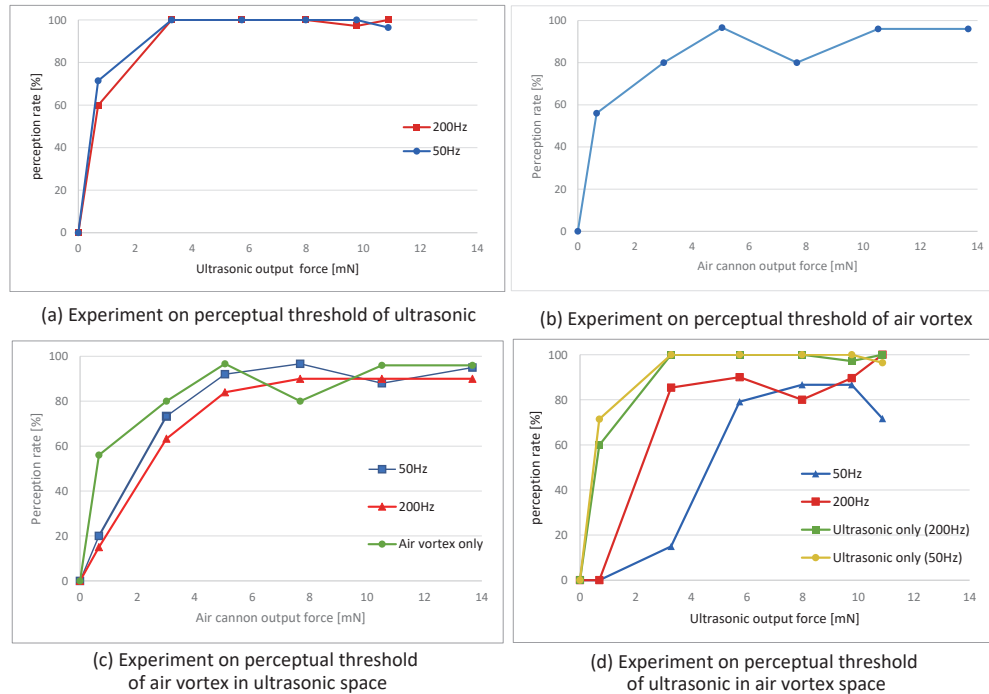 100
80
60
40
20
0
perception rate [%]
200Hz
50Hz
0 2 4 6 8 10 12 14
Ultrasonic output force [mN]
(a) Experiment on perceptual threshold of ultrasonic
100
80
60
40
20
0
Perception rate [%]
0 2 4 6 8 10 12 14
Air cannon output force [mN]
(b) Experiment on perceptual threshold of air vortex
100
80
60
40
20
0
Perception rate [%]
50Hz
200Hz
Air vortex only
0 2 4 6 8 10 12 14
Air cannon output force [mN]
(c) Experiment on perceptual threshold
of air vortex in ultrasonic space
100
80
60
40
20
0
perception rate [%]
50Hz
200Hz
Ultrasonic only (200Hz)
Ultrasonic only (50Hz)
0 2 4 6 8 10 12 14
Ultrasonic output force [mN]
(d) Experiment on perceptual threshold
of ultrasonic in air vortex space